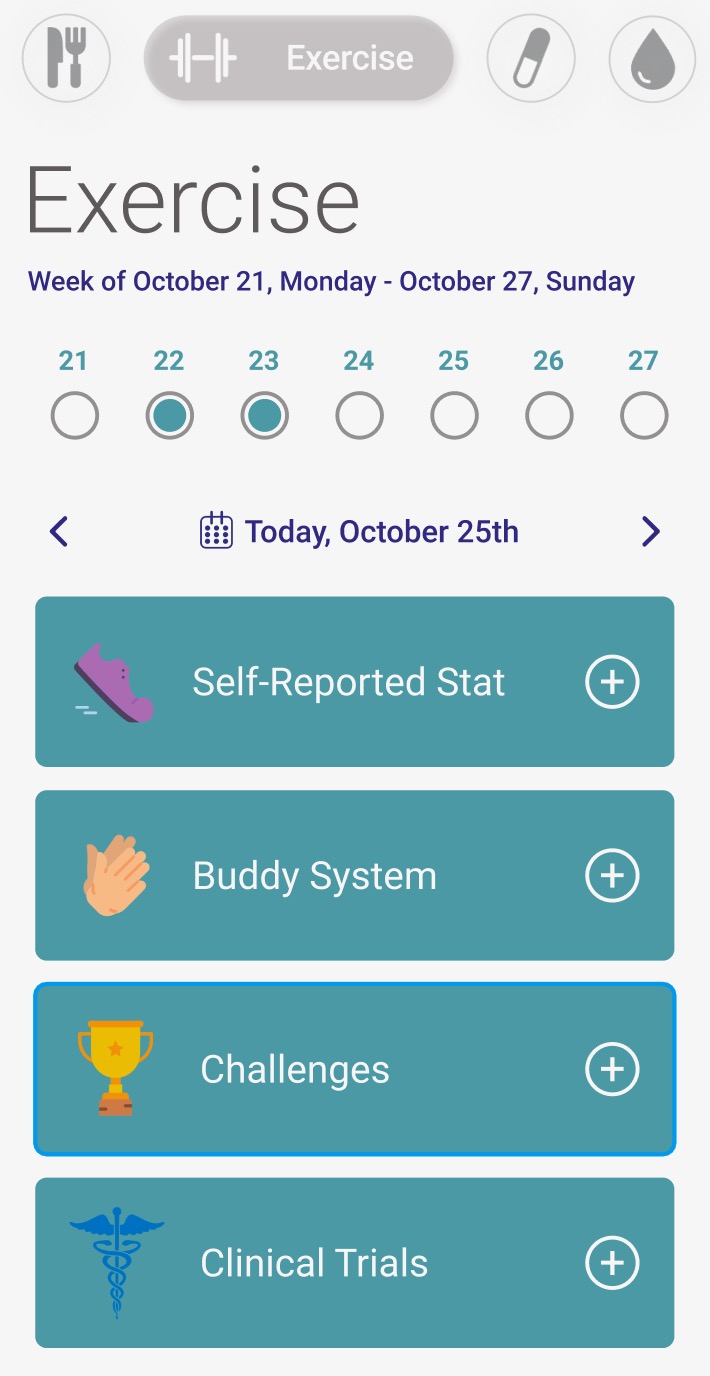 Exercise
Exercise
Week of October 21, Monday - October 27, Sunday
21 22 23 24 25 26 27
Today, October 25th
Self-Reported Stat
Buddy System
Challenges
Clinical Trials